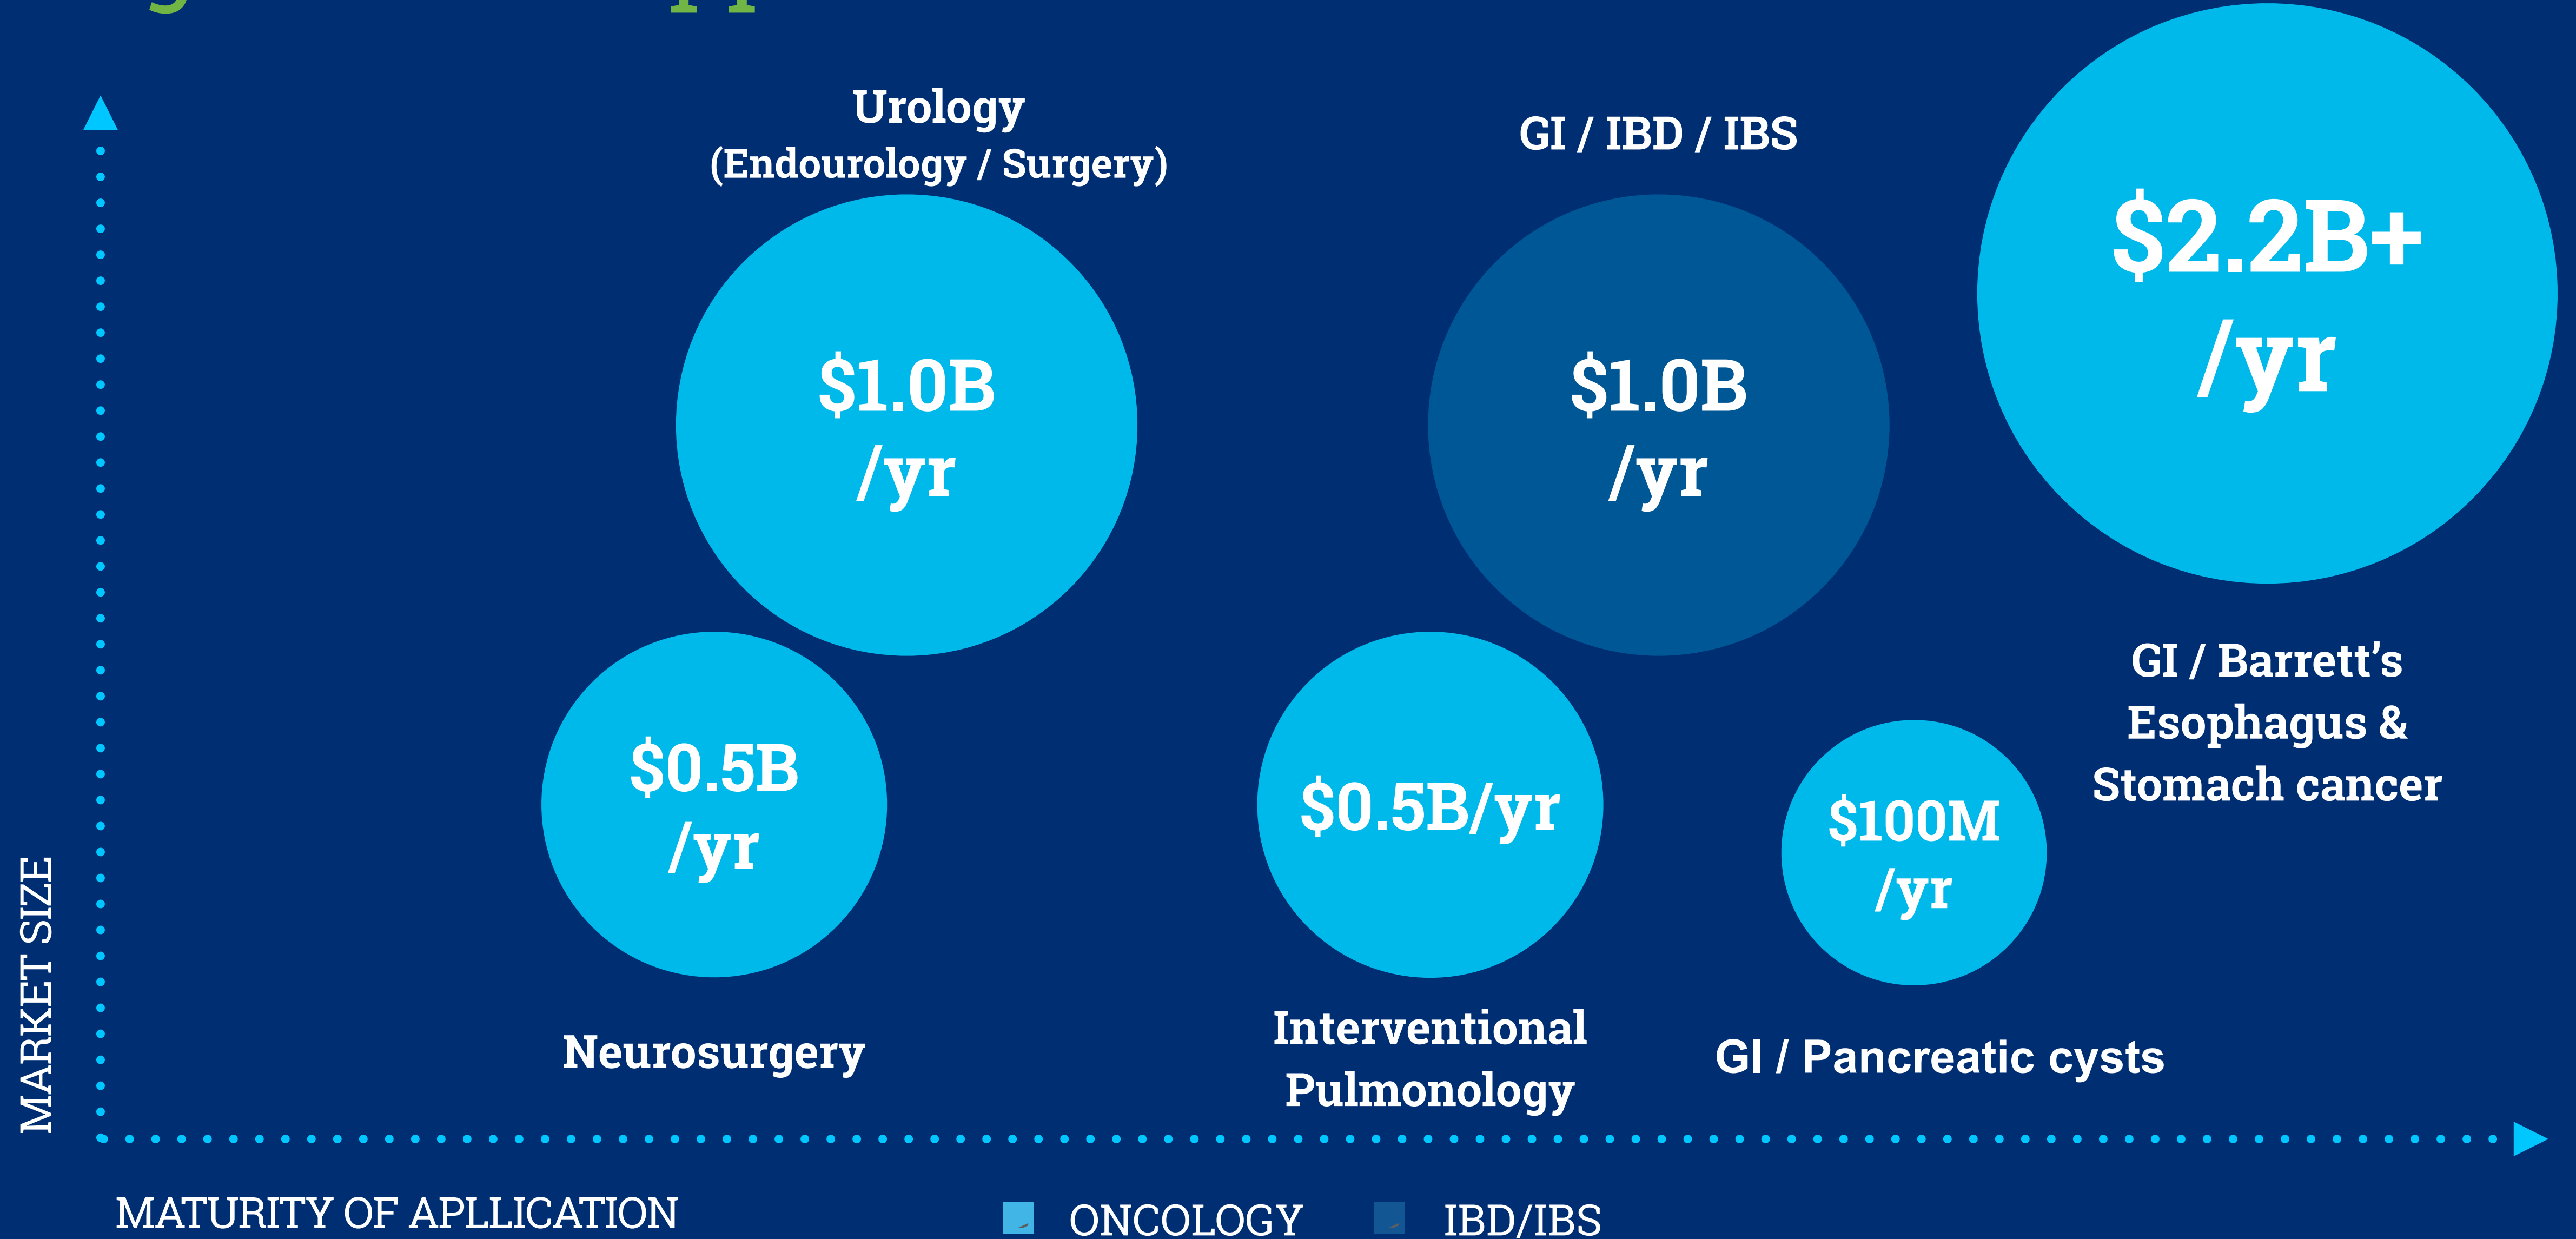 Urology
(Endourology / Surgery)
GI / IBD / IBS
$2.2B+
/yr
$1.0B
/yr
$1.0B
/yr
GI / Barrett’s
Esophagus &
Stomach cancer
$0.5B
/yr
$0.5B/yr
$100M
/yr
Neurosurgery
Interventional
Pulmonology
GI / Pancreatic cysts
MARKET SIZE
MATURITY OF APLLICATION
ONCOLOGY
IBD/IBS